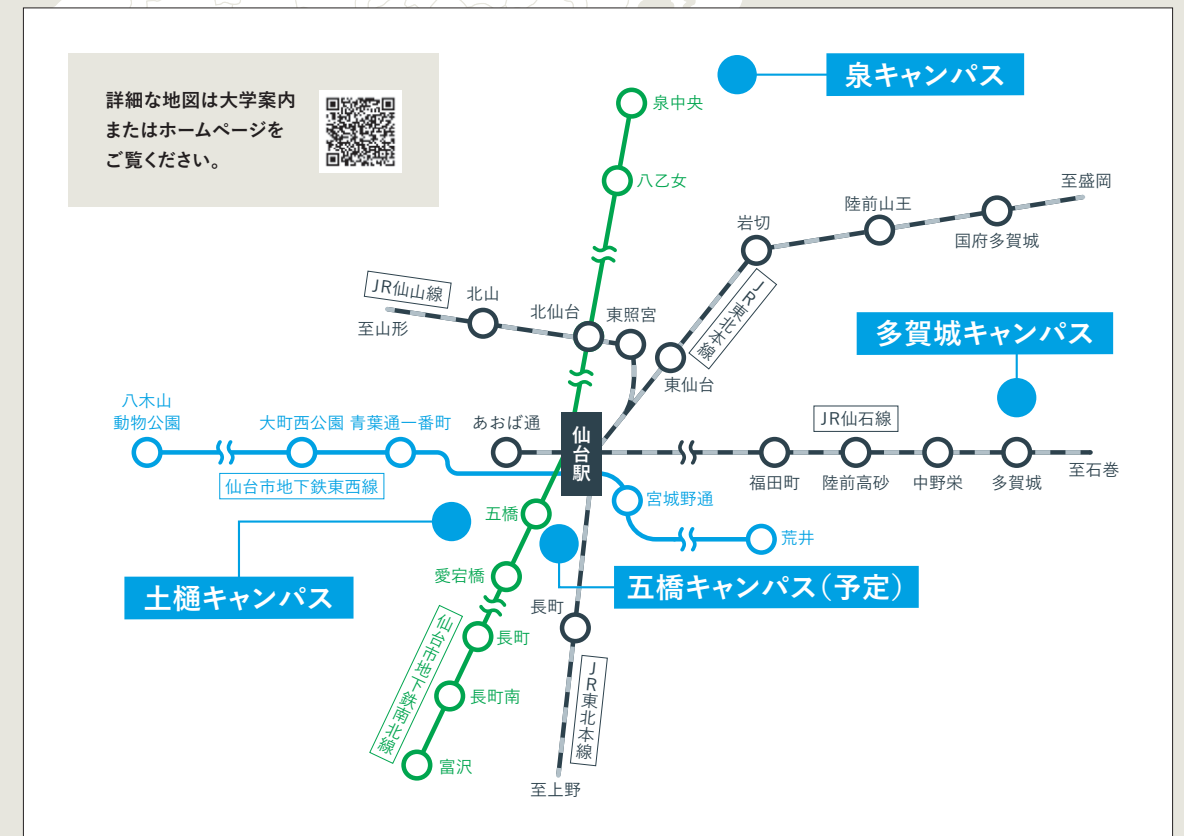 詳細な地図は大学案内
またはホームページを
ご覧ください。
泉キャンパス
泉中央
八乙女
至盛岡
陸前山王
国府多賀城
岩切
JR東北本線
JR仙山線
北山
至山形
北仙台
東照宮
東仙台
多賀城キャンパス
八木山
動物公園
大町西公園
青葉通一番町
あおば通
仙台駅
JR仙石線
福田町
陸前高砂
中野栄
多賀城
至石巻
仙台市地下鉄東西線
宮城野通
荒井
五橋
土樋キャンパス
五橋キャンパス（予定）
愛宕橋
長町
長町
仙台市地下鉄南北線
長町南
富沢
JR東北本線
至上野